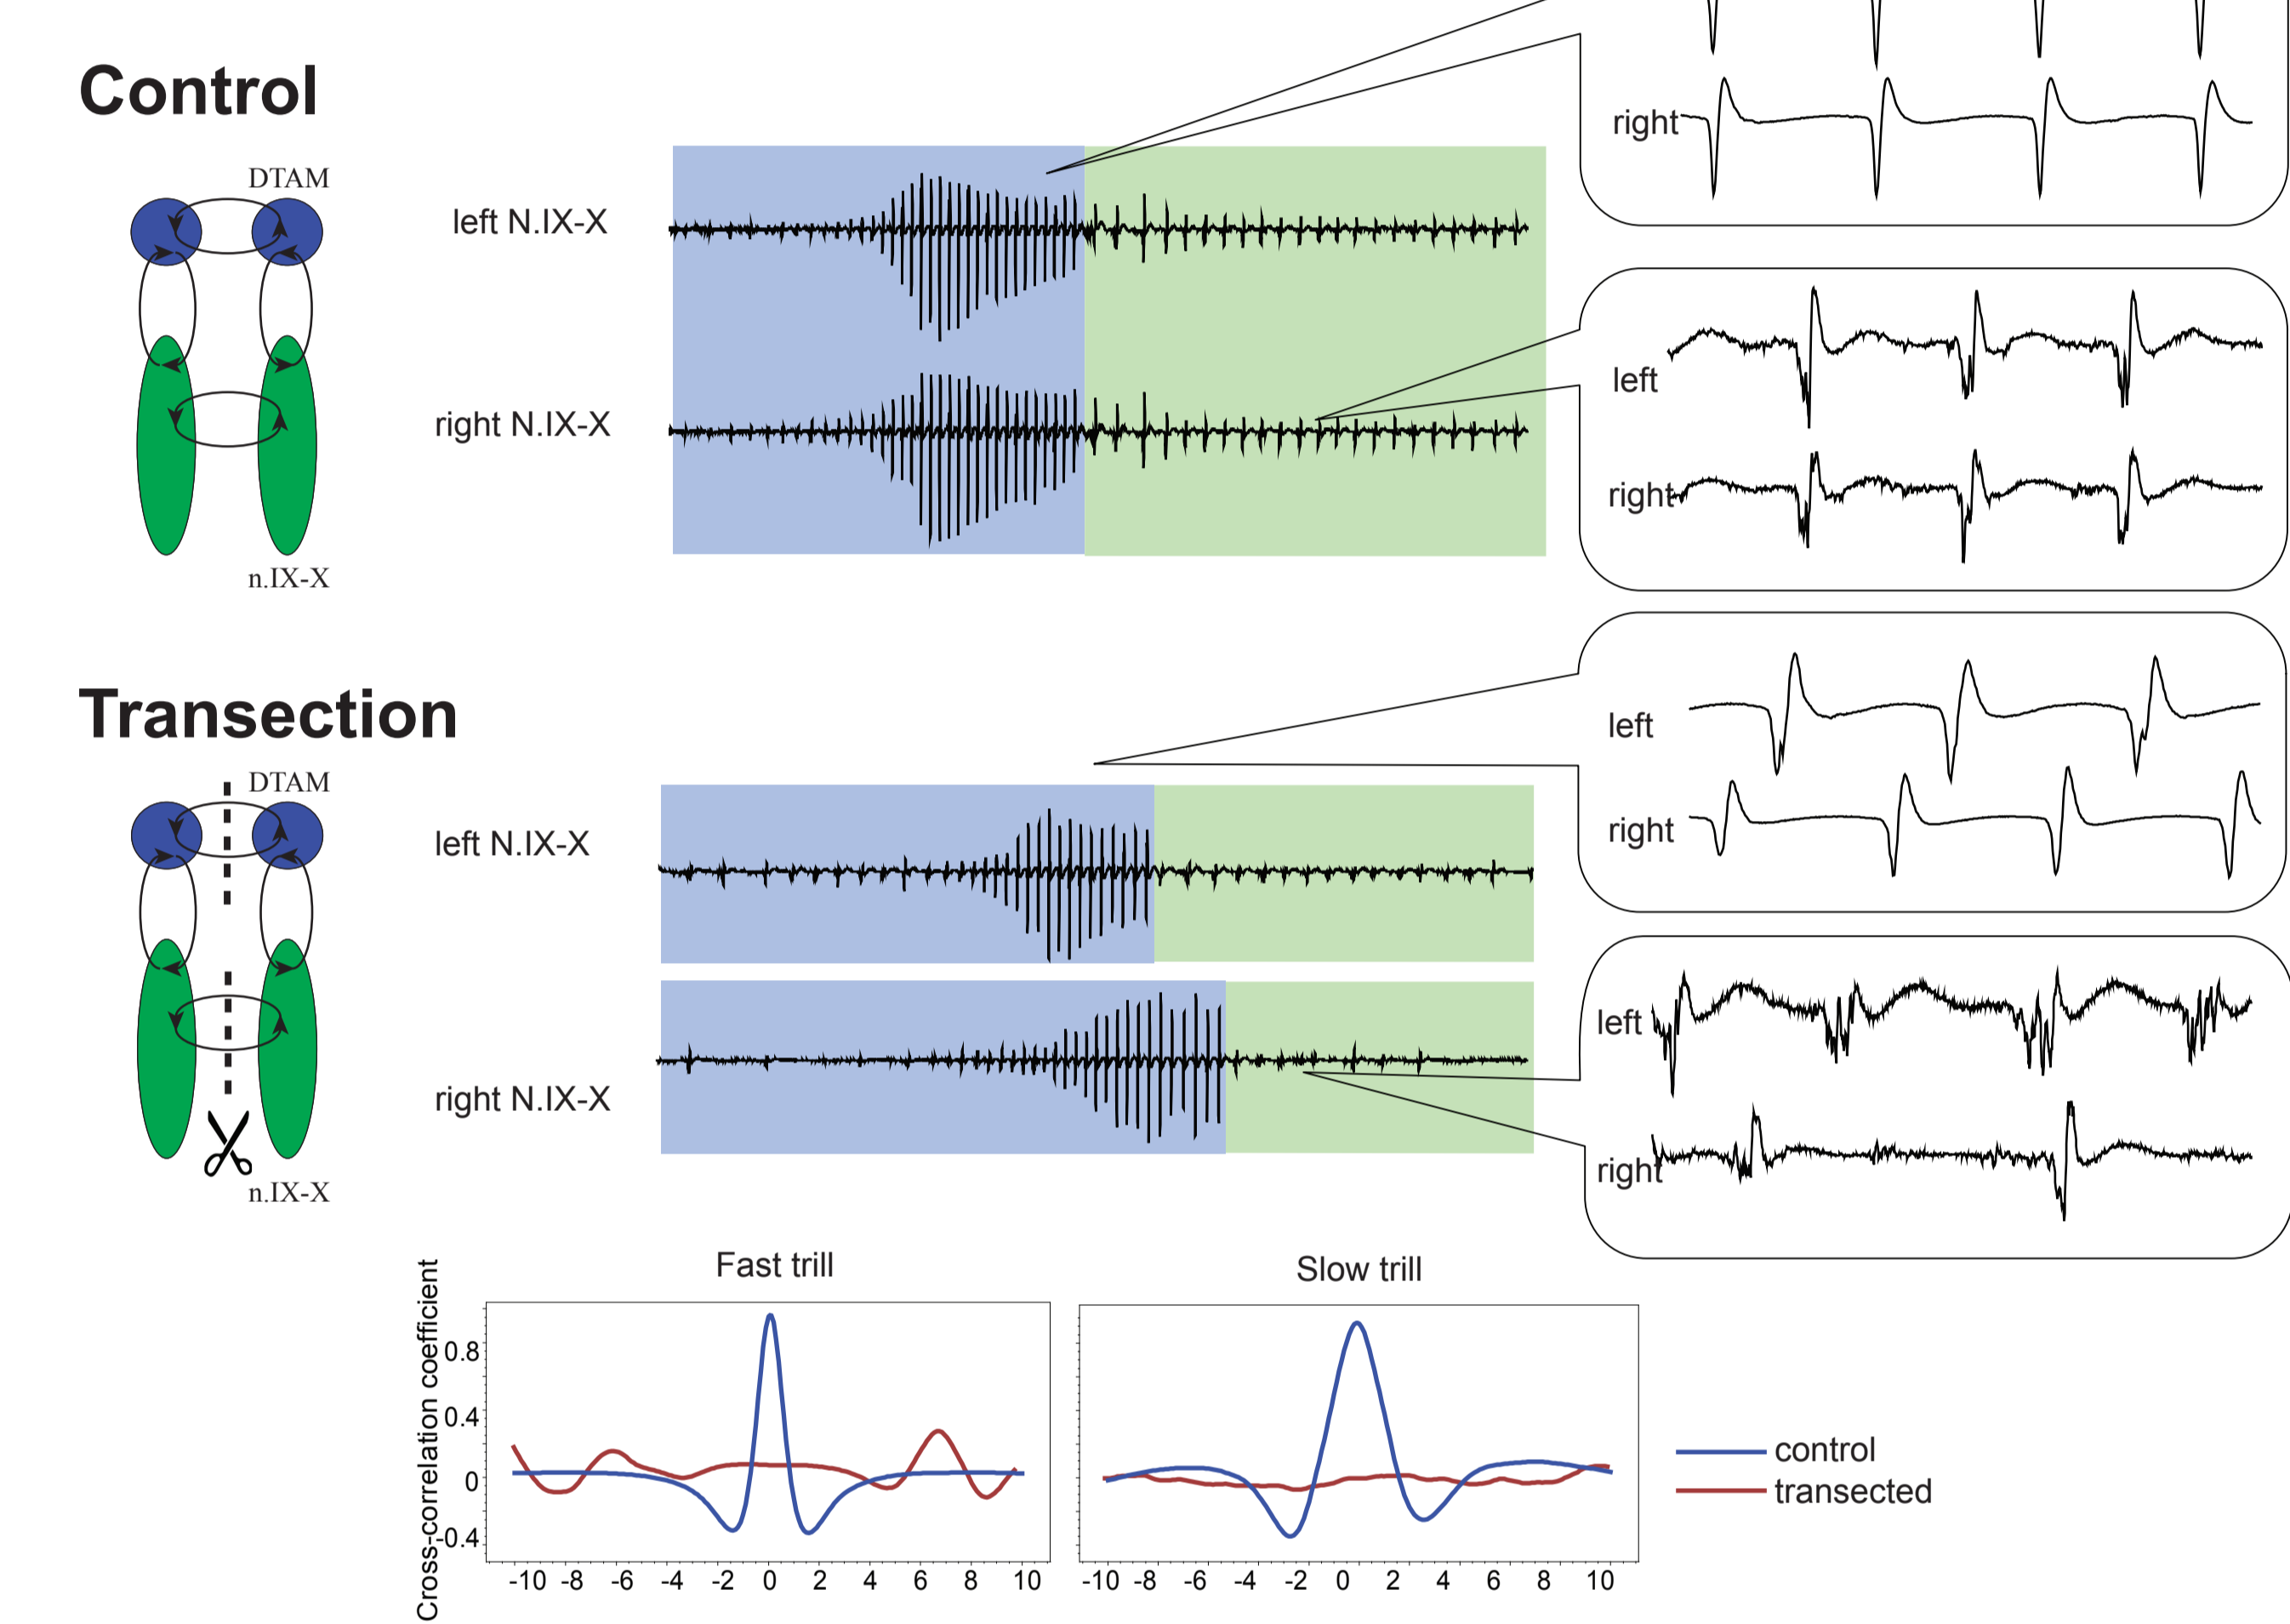 Control
DTAM
n.IX-X
left N.IX-X
right N.IX-X
right
left
right
Transection
DTAM
n.IX-X
left N.IX-X
right N.IX-X
left
right
left
right
Fast trill
Slow trill
Cross-correlation coefficient
0.8
0.4
0
-0.4
-10 -8 -6 -4 -2 0 2 4 6 8 10
-10 -8 -6 -4 -2 0 2 4 6 8 10
control
transected